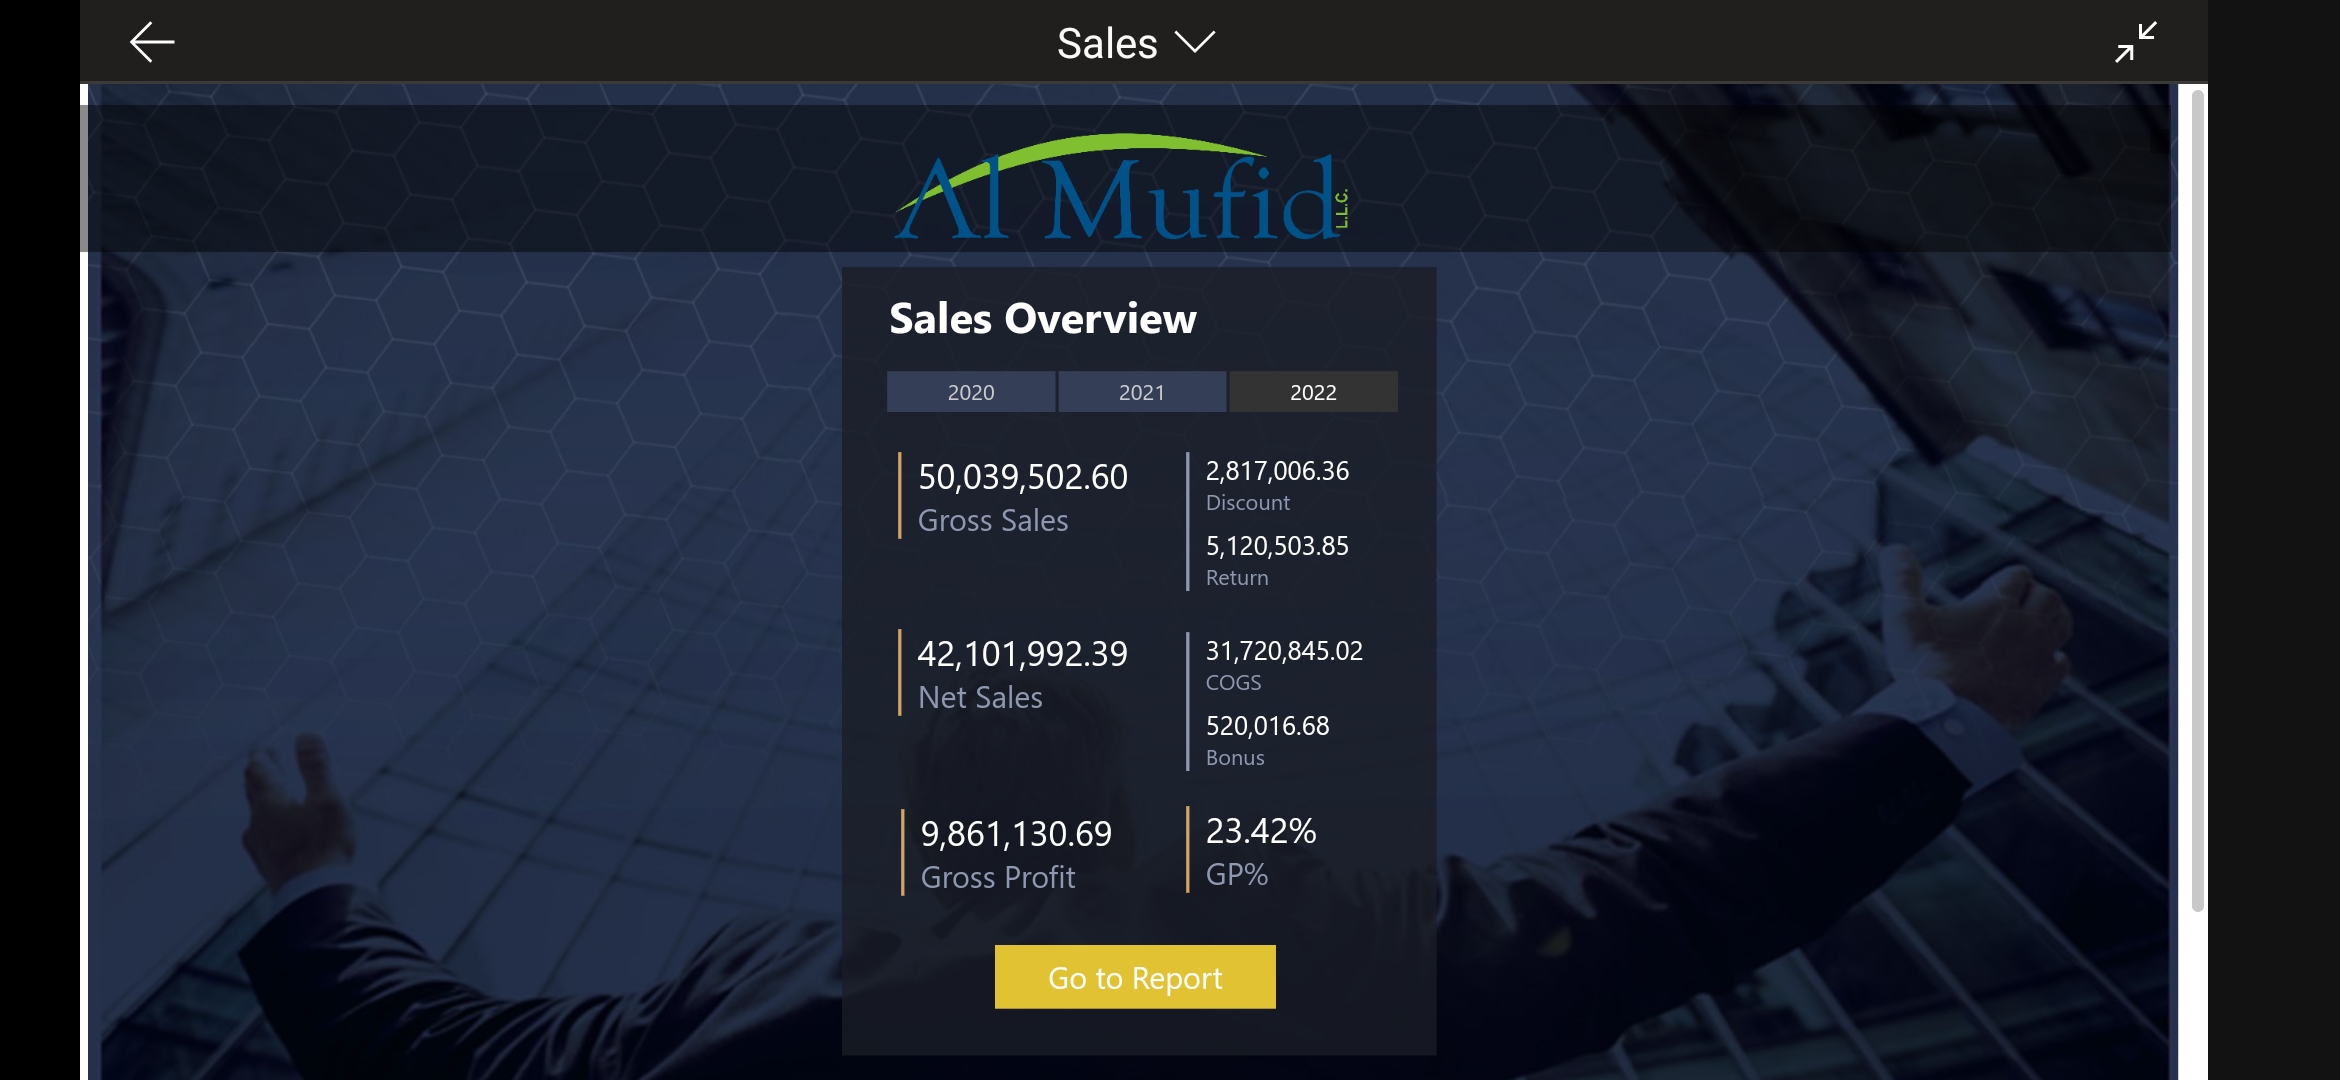 Sales
Al Mufid L.L.C.
Sales Overview
2020 2021 2022
50,039,502.60
Gross Sales
2,817,006.36
Discount
5,120,503.85
Return
42,101,992.39
Net Sales
31,720,845.02
COGS
520,016.68
Bonus
9,861,130.69
Gross Profit
23.42%
GP%
Go to Report